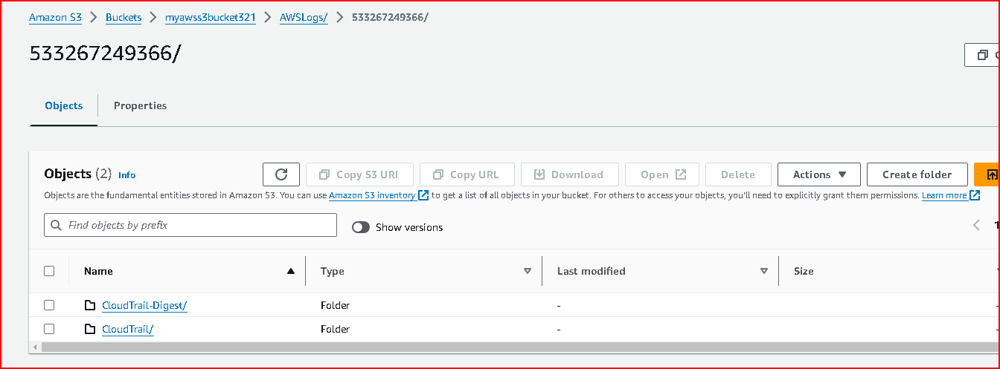 Amazon S3 > Buckets > myawss3bucket321 > AWSLogs/ > 533267249366/
533267249366/
Objects Properties
Objects (2) Info Copy S3 URI Copy URL Download Open Delete Actions Create folder
Objects are the fundamental entities stored in Amazon S3. You can use Amazon S3 inventory to get a list of all objects in your bucket. For others to access your objects, you'll need to explicitly grant them permissions. Learn more
Find objects by prefix Show versions 1
Name Type Last modified Size
CloudTrail-Digest/ Folder - -
CloudTrail/ Folder - -